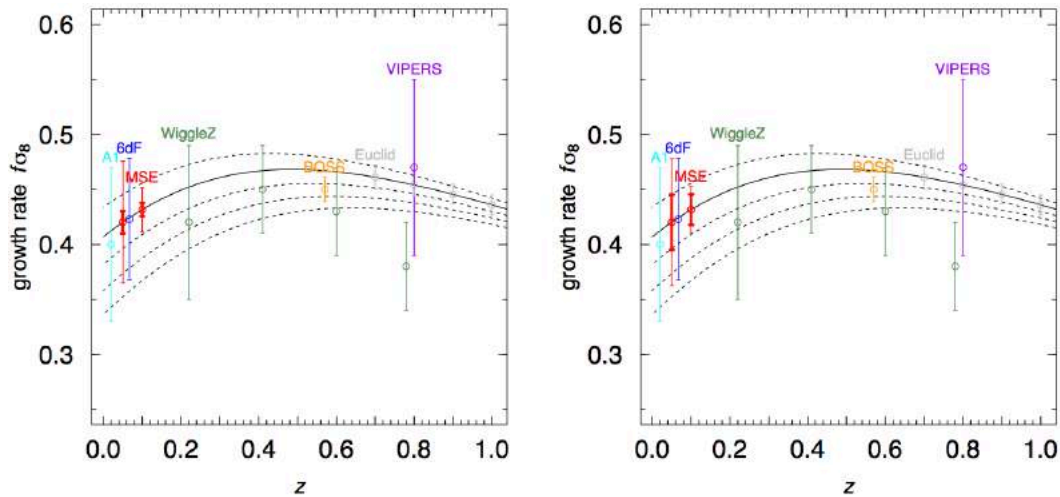 0.6
0.5
0.4
0.3
growth rate fσ8
0.0 0.2 0.4 0.6 0.8 1.0
z
A1
6dF
MSE
WiggleZ
BOSS
Euclid
VIPERS
0.6
0.5
0.4
0.3
growth rate fσ8
0.0 0.2 0.4 0.6 0.8 1.0
z
A1
6dF
MSE
WiggleZ
BOSS
Euclid
VIPERS